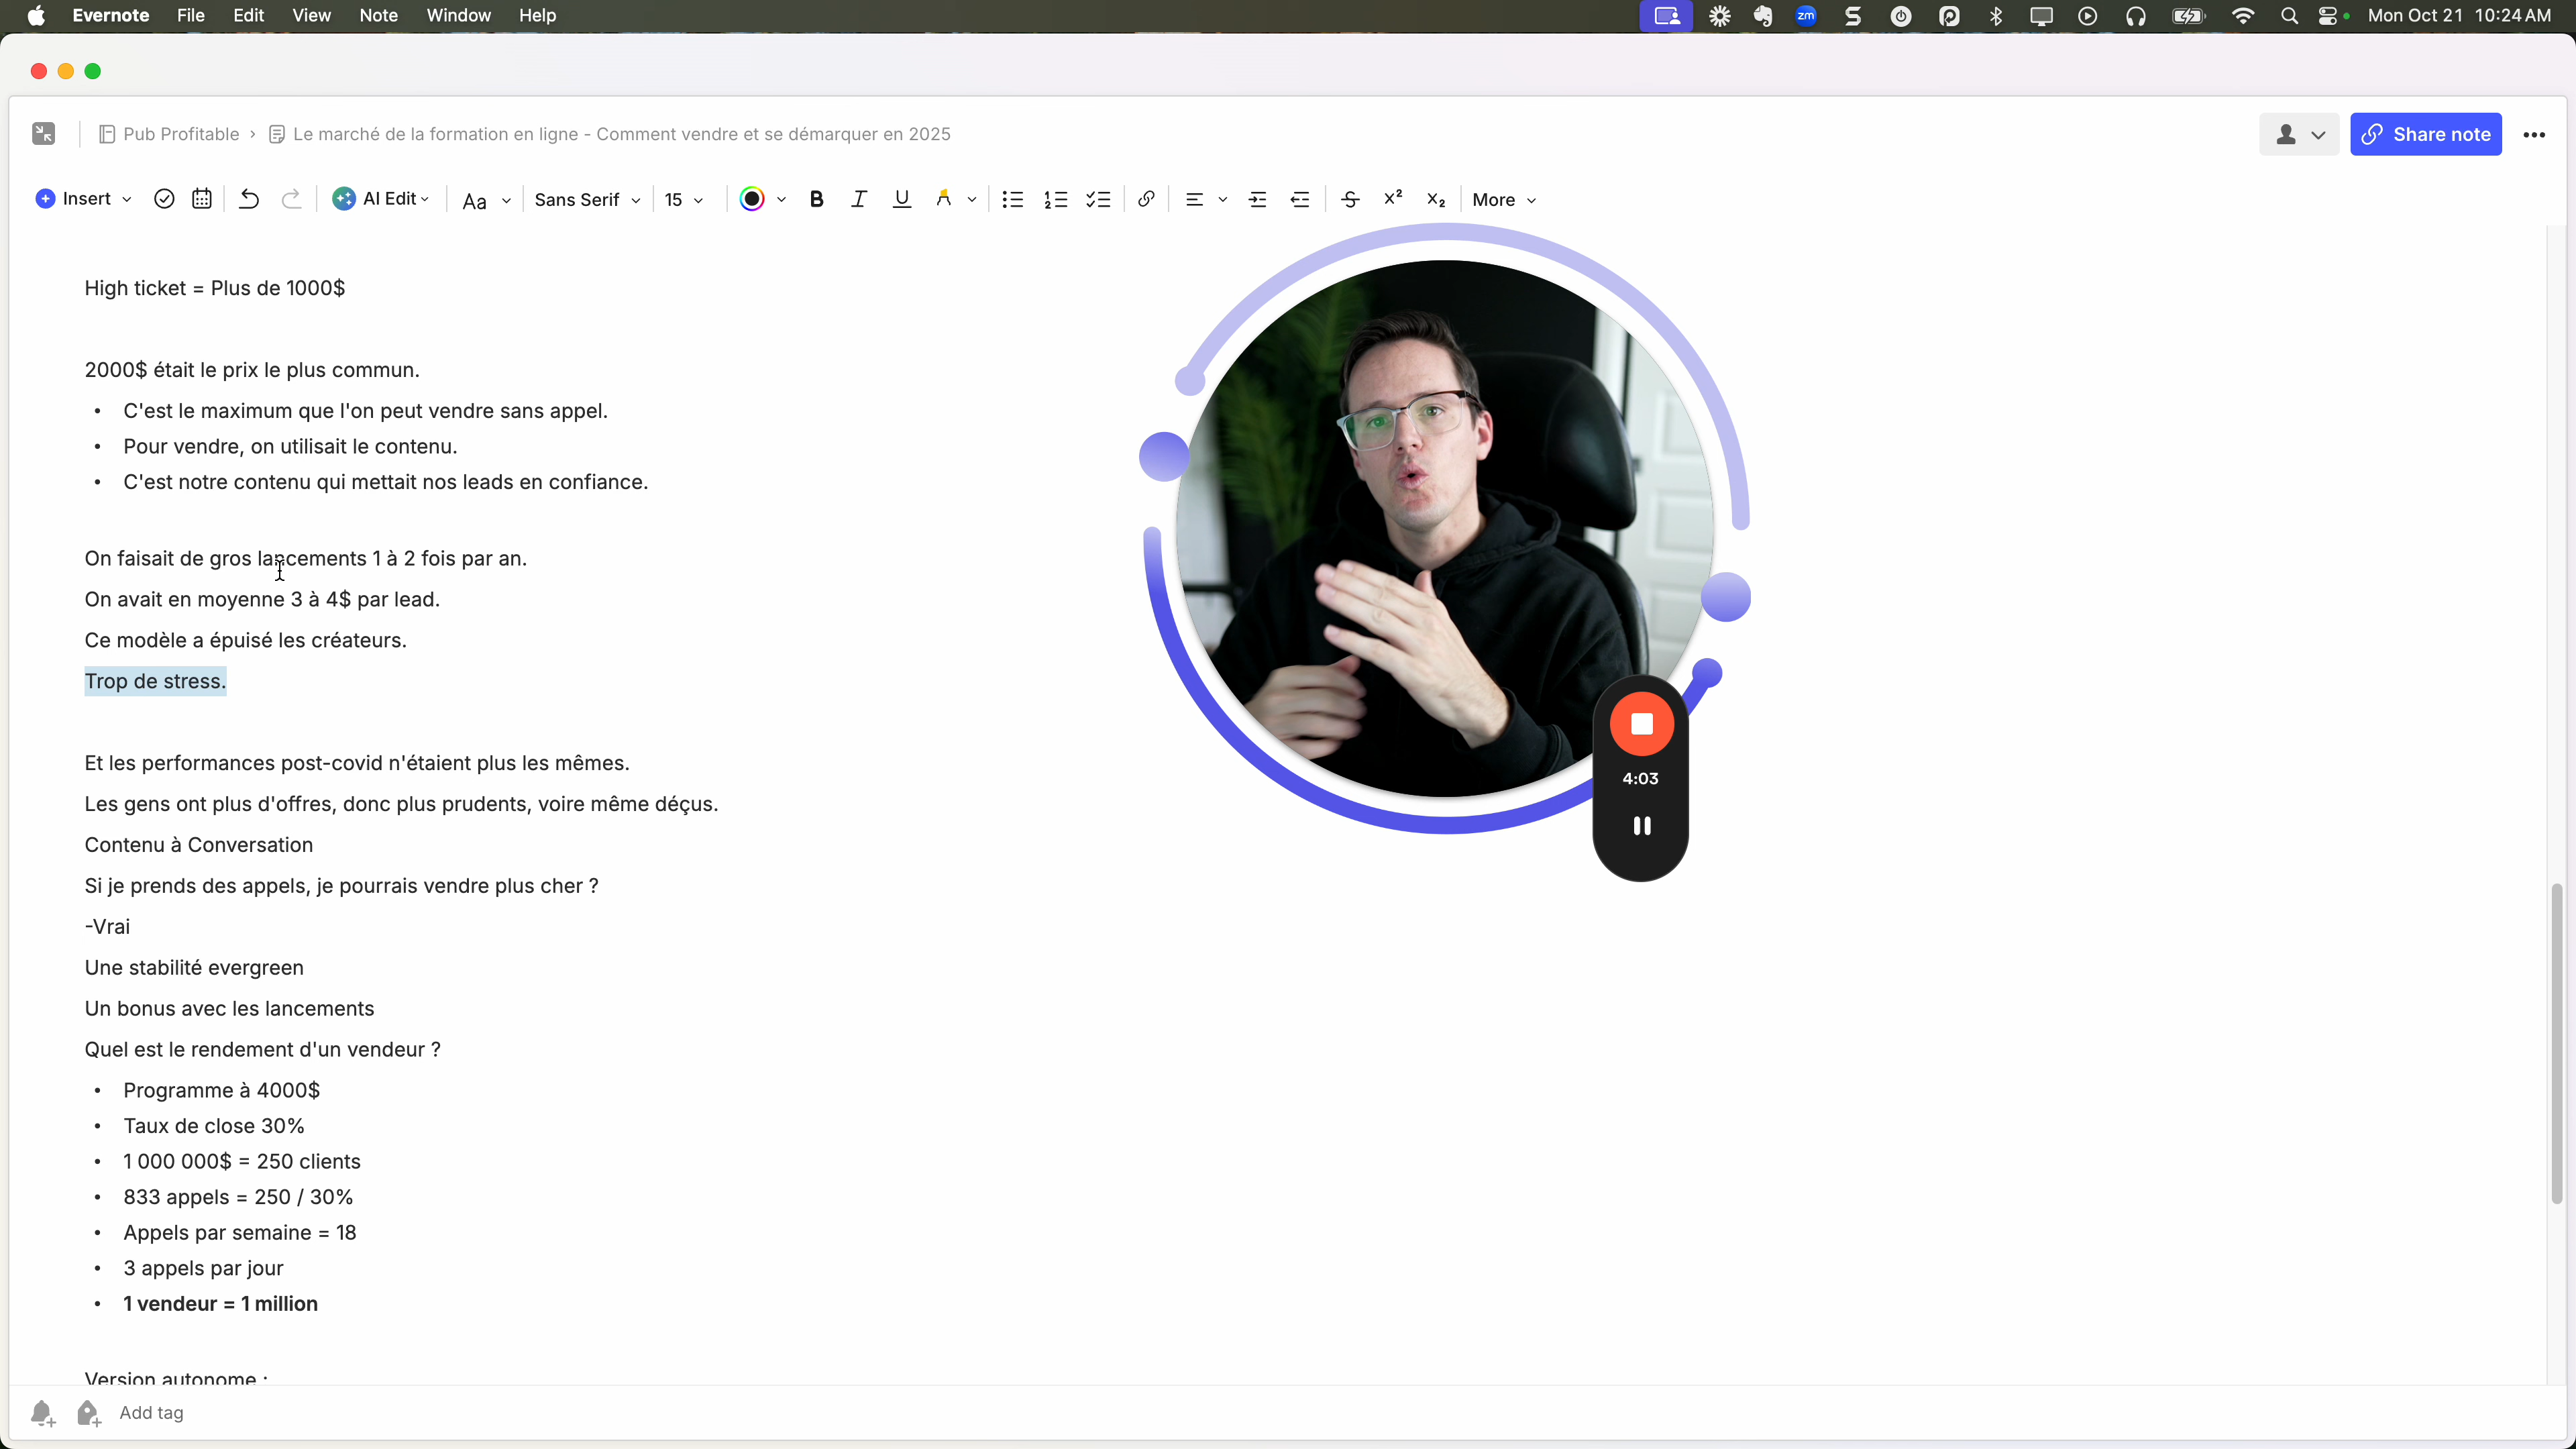 Evernote File Edit View Note Window Help
zm
Mon Oct 21 10:24 AM
Pub Profitable › Le marché de la formation en ligne - Comment vendre et se démarquer en 2025
Share note
Insert AI Edit Aa Sans Serif 15 B I U X² X₂ More
High ticket = Plus de 1000$
2000$ était le prix le plus commun.
• C'est le maximum que l'on peut vendre sans appel.
• Pour vendre, on utilisait le contenu.
• C'est notre contenu qui mettait nos leads en confiance.
On faisait de gros lancements 1 à 2 fois par an.
On avait en moyenne 3 à 4$ par lead.
Ce modèle a épuisé les créateurs.
Trop de stress.
4:03
Et les performances post-covid n'étaient plus les mêmes.
Les gens ont plus d'offres, donc plus prudents, voire même déçus.
Contenu à Conversation
Si je prends des appels, je pourrais vendre plus cher ?
-Vrai
Une stabilité evergreen
Un bonus avec les lancements
Quel est le rendement d'un vendeur ?
• Programme à 4000$
• Taux de close 30%
• 1 000 000$ = 250 clients
• 833 appels = 250 / 30%
• Appels par semaine = 18
• 3 appels par jour
• 1 vendeur = 1 million
Version autonome :
Add tag